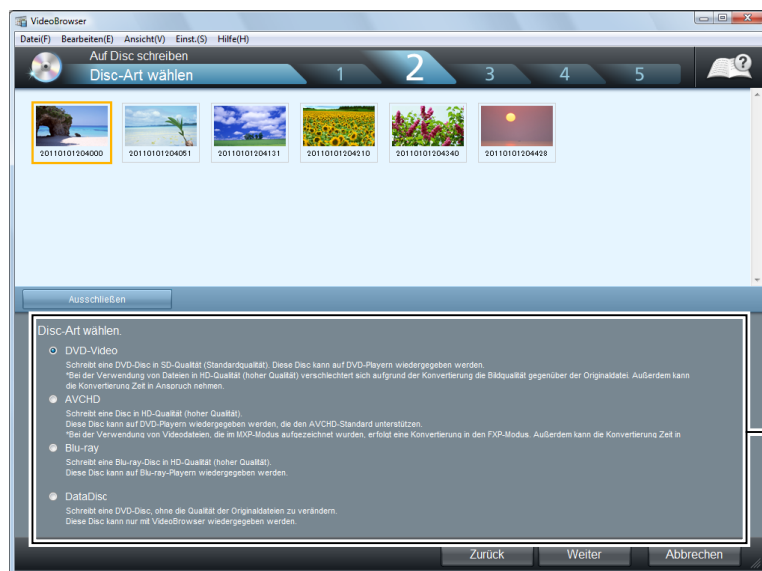 VideoBrowser
Datei(F) Bearbeiten(E) Ansicht(V) Einst.(S) Hilfe(H)
Auf Disc schreiben
Disc-Art wählen
1 2 3 4 5
?
20110101204000 20110101204051 20110101204131 20110101204210 20110101204340 20110101204428
Ausschließen
Disc-Art wählen.
DVD-Video
Schreibt eine DVD-Disc in SD-Qualität (Standardqualität). Diese Disc kann auf DVD-Playern wiedergegeben werden.
*Bei der Verwendung von Dateien in HD-Qualität (hoher Qualität) verschlechtert sich aufgrund der Konvertierung die Bildqualität gegenüber der Originaldatei. Außerdem kann
die Konvertierung Zeit in Anspruch nehmen.
AVCHD
Schreibt eine Disc in HD-Qualität (hoher Qualität).
Diese Disc kann auf DVD-Playern wiedergegeben werden, die den AVCHD-Standard unterstützen.
*Bei der Verwendung von Videodateien, die im MXP-Modus aufgezeichnet wurden, erfolgt eine Konvertierung in den FXP-Modus. Außerdem kann die Konvertierung Zeit in
Blu-ray
Schreibt eine Blu-ray-Disc in HD-Qualität (hoher Qualität).
Diese Disc kann auf Blu-ray-Playern wiedergegeben werden.
DataDisc
Schreibt eine DVD-Disc, ohne die Qualität der Originaldateien zu verändern.
Diese Disc kann nur mit VideoBrowser wiedergegeben werden.
Zurück Weiter Abbrechen